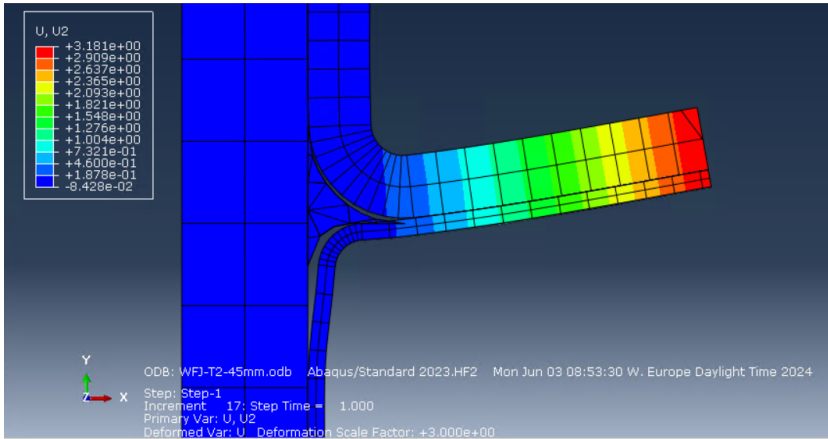 U, U2
+3.181e+00
+2.909e+00
+2.637e+00
+2.365e+00
+2.093e+00
+1.821e+00
+1.548e+00
+1.276e+00
+1.004e+00
+7.321e-01
+4.600e-01
+1.878e-01
-8.428e-02
Y
Z X
ODB: WFJ-T2-45mm.odb Abaqus/Standard 2023.HF2 Mon Jun 03 08:53:30 W. Europe Daylight Time 2024
Step: Step-1
Increment 17: Step Time = 1.000
Primary Var: U, U2
Deformed Var: U Deformation Scale Factor: +3.000e+00